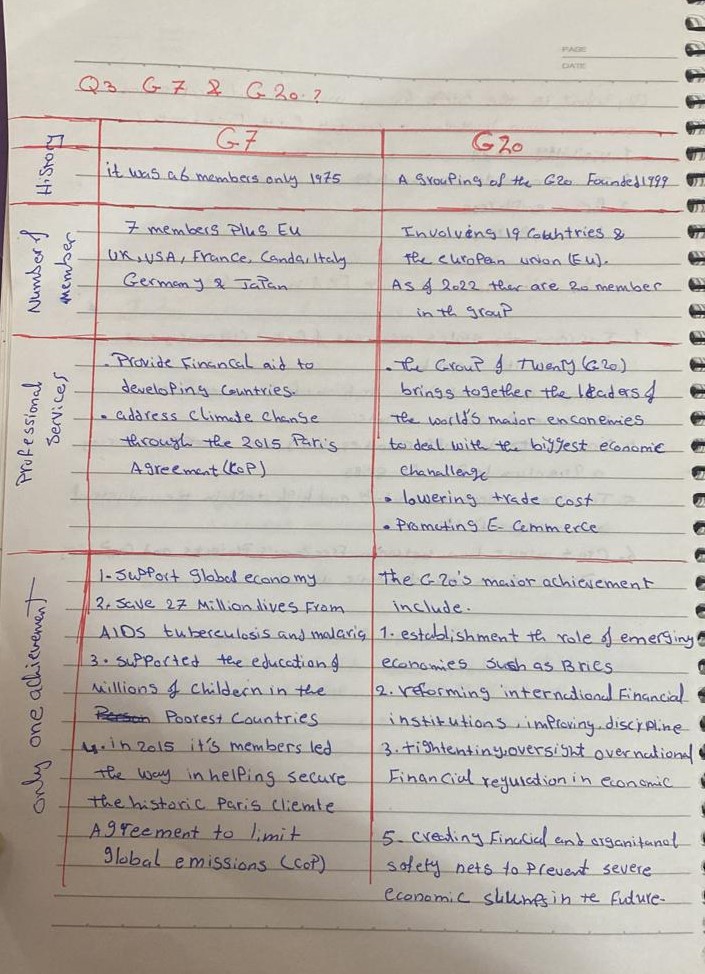 PAGE
DATE
Q3 G7 & G20.?
G7
G20
History
it was a 6 members only 1975
A Grouping of the G20 Founded 1999
Number of
member
7 members Plus Eu
UK, USA, France, Canda, Italy
Germeny & JaPan
Involving 19 Countries &
the euroPean union (EU).
As of 2022 ther are 20 member
in th grouP
Professional
Services
. Provide Financal aid to
develoPing Countries.
• address Climate Change
through the 2015 Paris
Agreement (CoP)
• the GrouP of Twenty (G20)
brings together the leaders of
the world's major enconemies
to deal with the biggest economic
chanallenge
• lowering trade Cost
• Promoting E- Commerce
only one achievement
1- SuPPort global economy
2. Save 27 Million lives From
AIDS tuberculosis and malaria
3. suPPorted the education of
Millions of childern in the
Person Poorest Countries
4. in 2015 it's members led
the way in helping secure
the historic Paris Cliemte
Agreement to limit
global emissions (CoP)
the G20's major achievement
include.
1. establishment th role of emerging
economies sush as Brics
2. reforming international Financial
institutions, improving discipline
3. tightenting oversight over national
Financial regulation in economic
5. creating Fincial and organitonal
safety nets to Prevent severe
economic slumps in te Future.